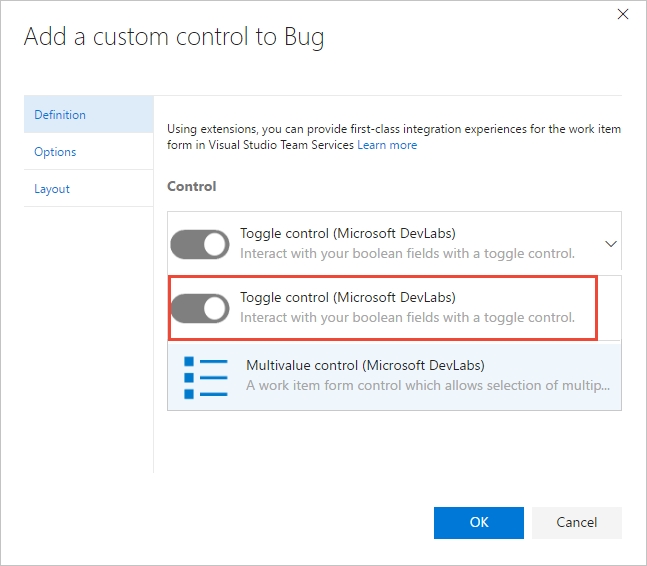 Add a custom control to Bug
Definition
Options
Layout
Using extensions, you can provide first-class integration experiences for the work item
form in Visual Studio Team Services Learn more
Control
Toggle control (Microsoft DevLabs)
Interact with your boolean fields with a toggle control.
Toggle control (Microsoft DevLabs)
Interact with your boolean fields with a toggle control.
Multivalue control (Microsoft DevLabs)
A work item form control which allows selection of multip...
OK
Cancel